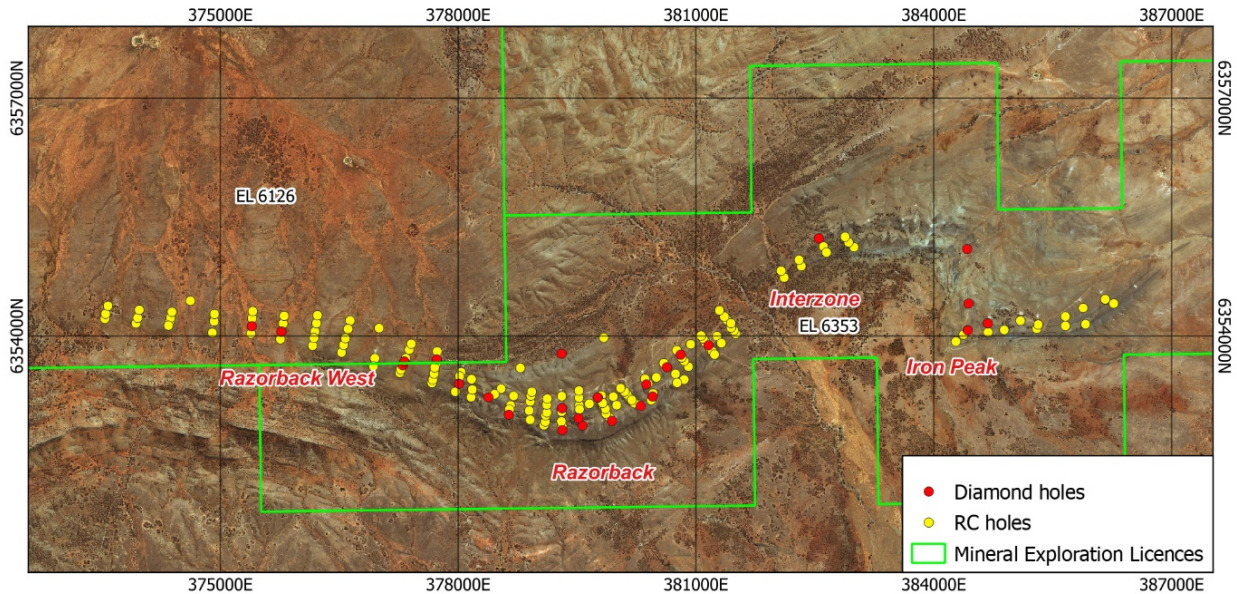 375000E
378000E
381000E
384000E
387000E
6357000N
6357000N
EL 6126
Interzone
EL 6353
6354000N
6354000N
Razorback West
Iron Peak
Razorback
Diamond holes
RC holes
Mineral Exploration Licences
375000E
378000E
381000E
384000E
387000E